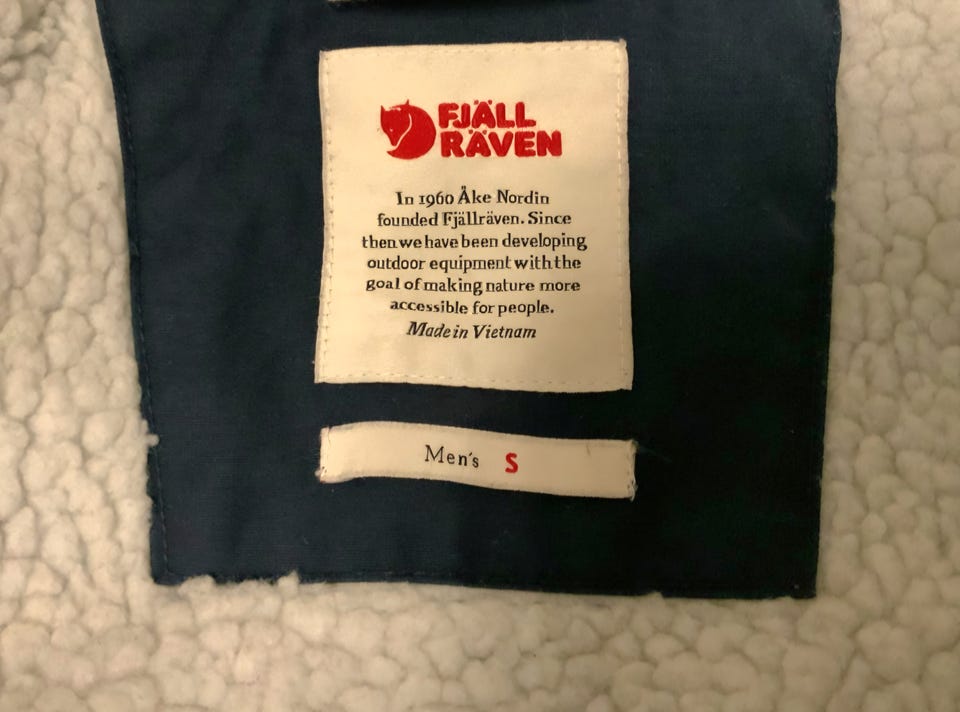 FJÄLL
RÄVEN
In 1960 Åke Nordin
founded Fjällräven. Since
then we have been developing
outdoor equipment with the
goal of making nature more
accessible for people.
Made in Vietnam
Men's S